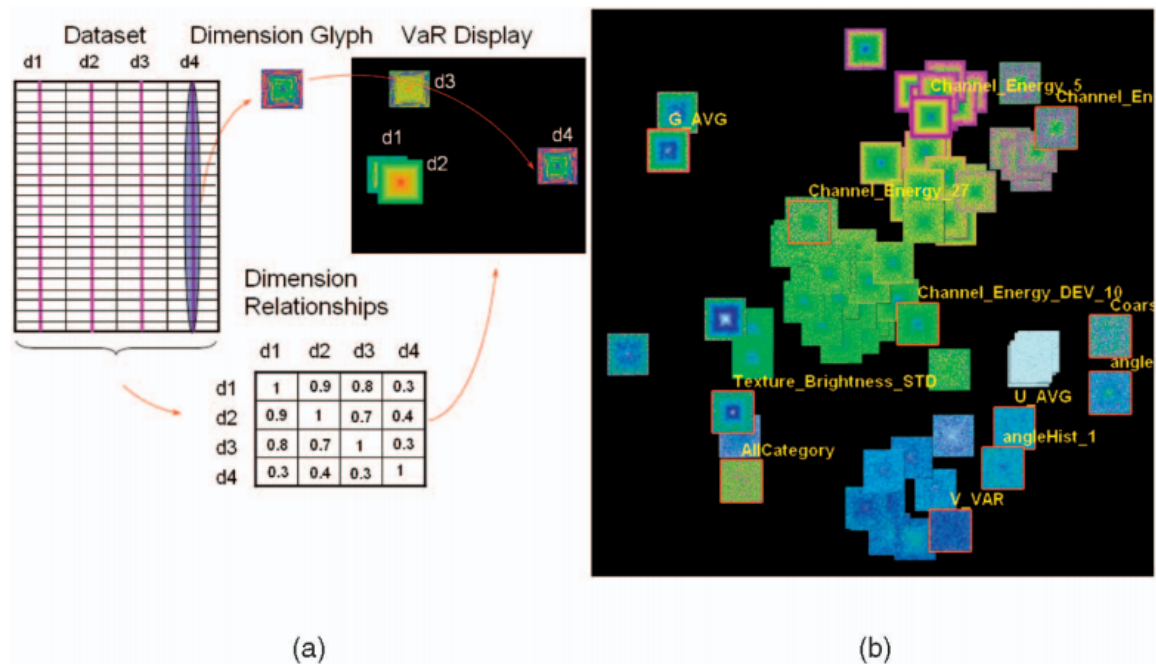 Dataset
Dimension Glyph
VaR Display
d1 d2 d3 d4
d3
d1
d4
d2
Dimension
Relationships
d1 d2 d3 d4
d1 1 0.9 0.8 0.3
d2 0.9 1 0.7 0.4
d3 0.8 0.7 1 0.3
d4 0.3 0.4 0.3 1
Channel_Energy_5
Channel_En
G_AVG
Channel_Energy_27
Channel_Energy_DEV_10
Coars
angle
Texture_Brightness_STD
U_AVG
angleHist_1
AllCategory
V_VAR
(a)
(b)